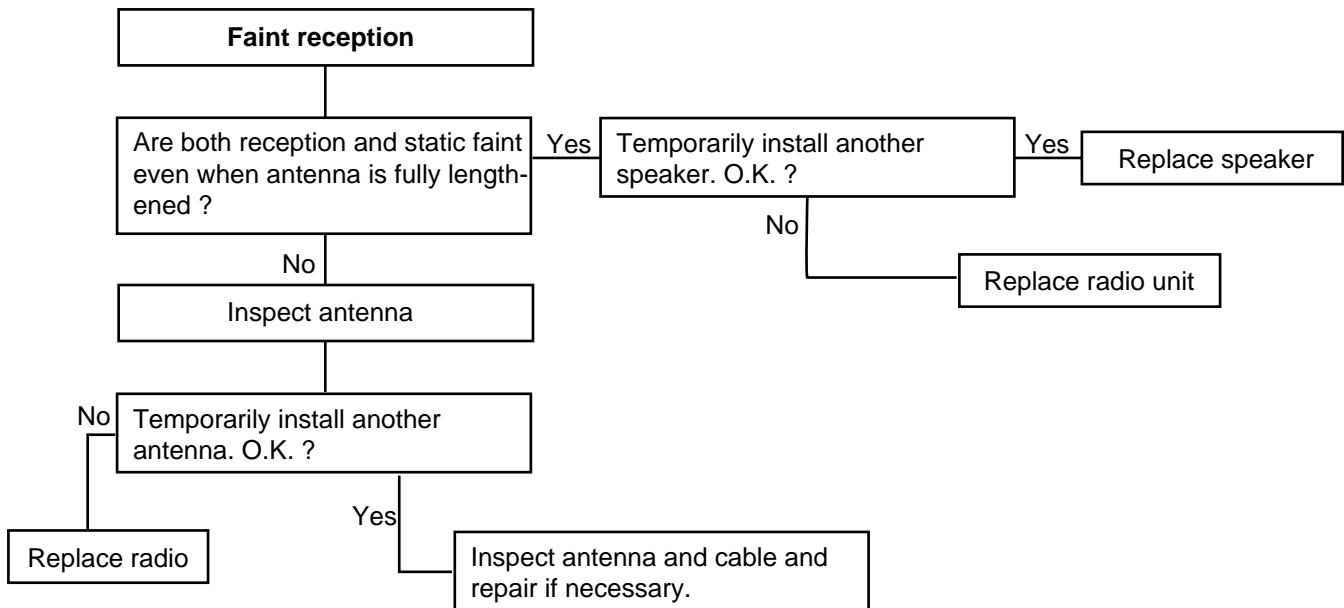 Faint reception
Are both reception and static faint
even when antenna is fully length-
ened ?
Yes
Temporarily install another
speaker. O.K. ?
Yes
Replace speaker
No
Replace radio unit
No
Inspect antenna
No
Temporarily install another
antenna. O.K. ?
Yes
Replace radio
Inspect antenna and cable and
repair if necessary.